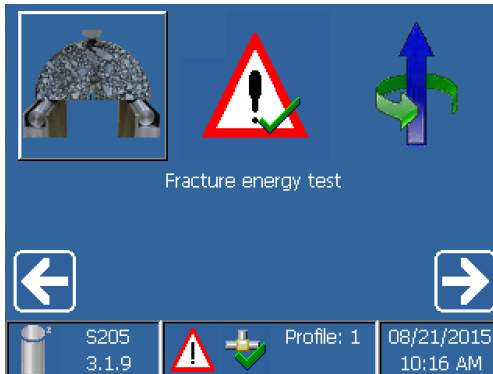 Fracture energy test
S205
3.1.9
Profile: 1
08/21/2015
10:16 AM